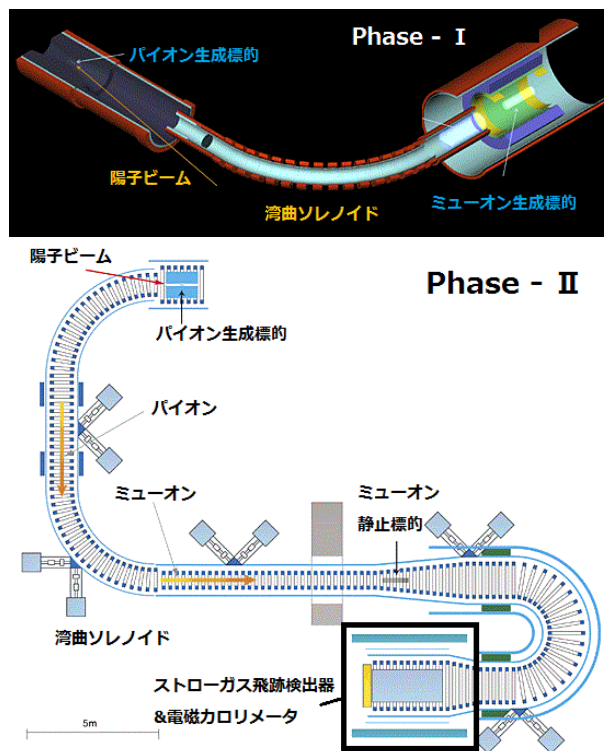 Phase - Ⅰ
パイオン生成標的
陽子ビーム
湾曲ソレノイド
ミューオン生成標的
陽子ビーム
Phase - Ⅱ
パイオン生成標的
パイオン
ミューオン
ミューオン
静止標的
湾曲ソレノイド
ストローガス飛跡検出器
&電磁カロリメータ
5m